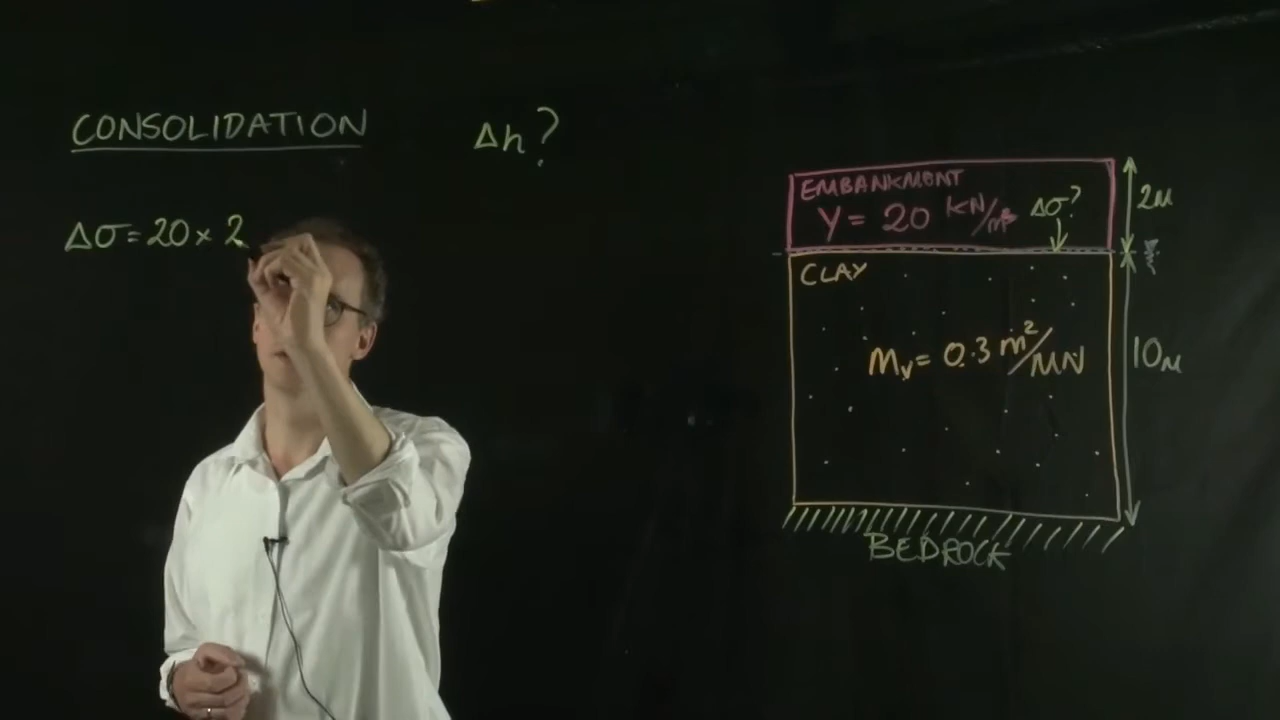 CONSOLIDATION
Δh?
Δσ = 20 × 2
EMBANKMENT
γ = 20 KN/m³
Δσ?
2m
CLAY
Mv = 0.3 m²/MN
10m
BEDROCK